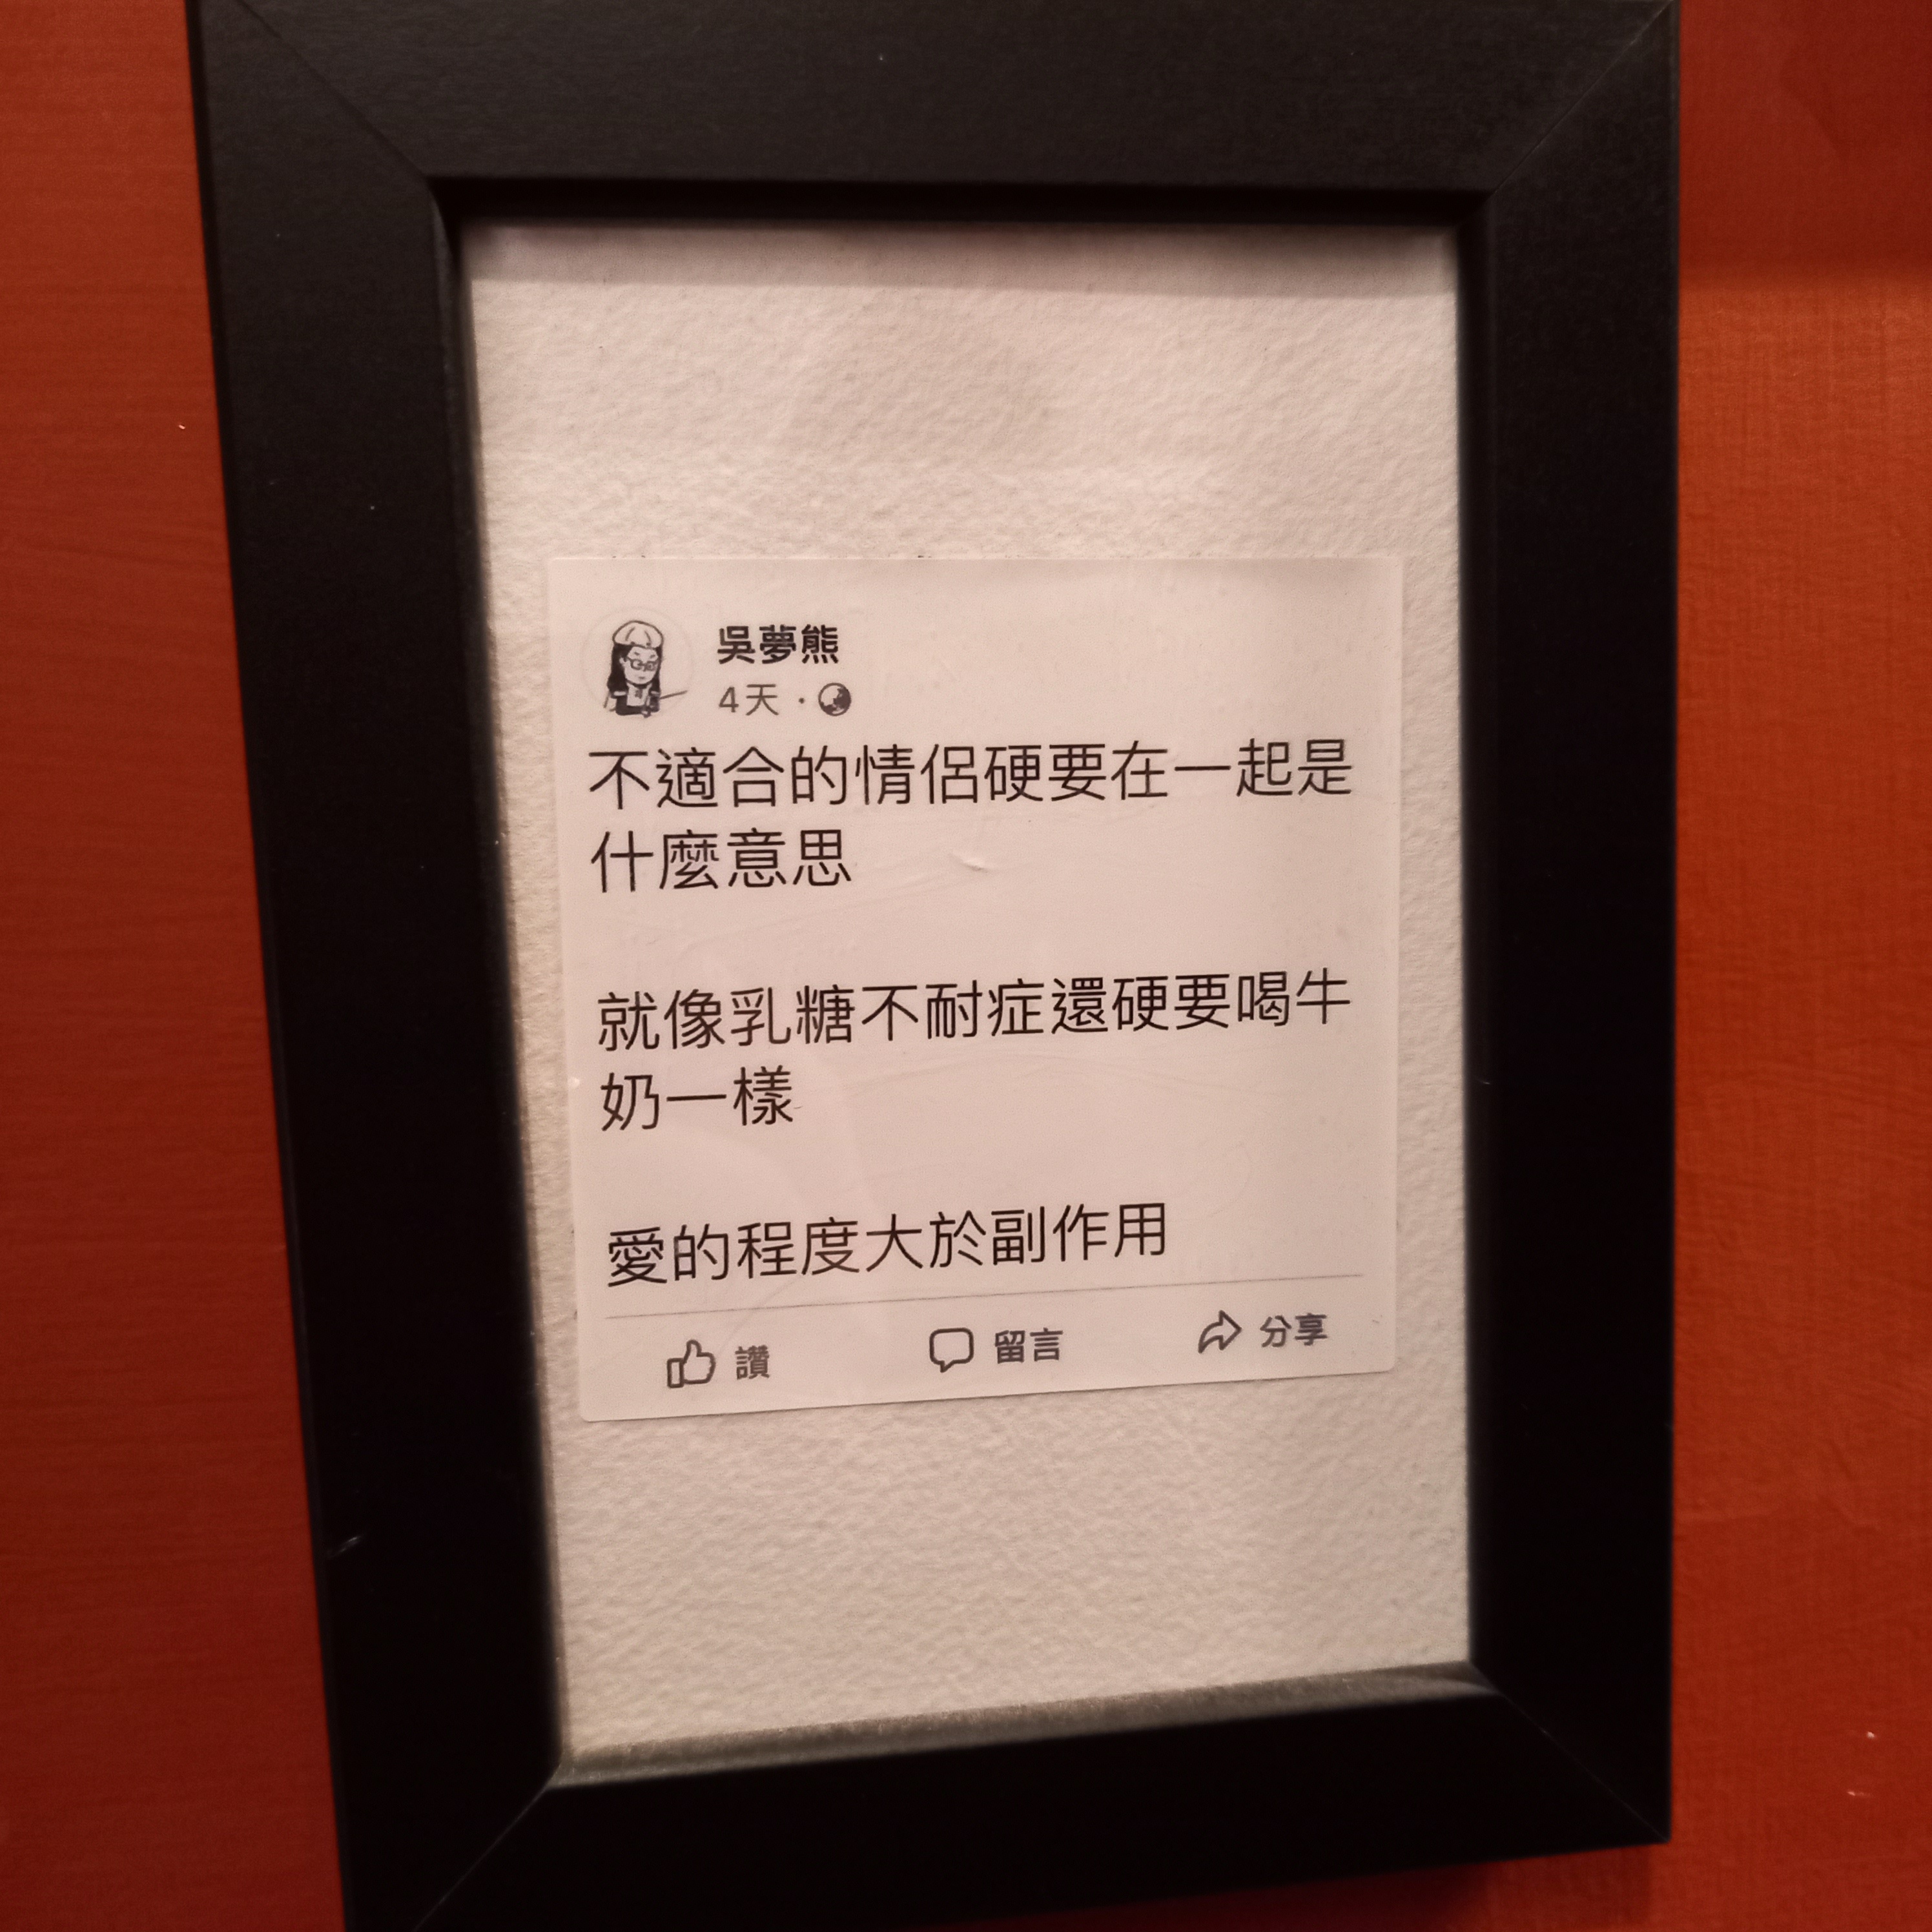 吳夢熊
4天 ·
不適合的情侶硬要在一起是
什麼意思
就像乳糖不耐症還硬要喝牛
奶一樣
愛的程度大於副作用
讚 留言 分享